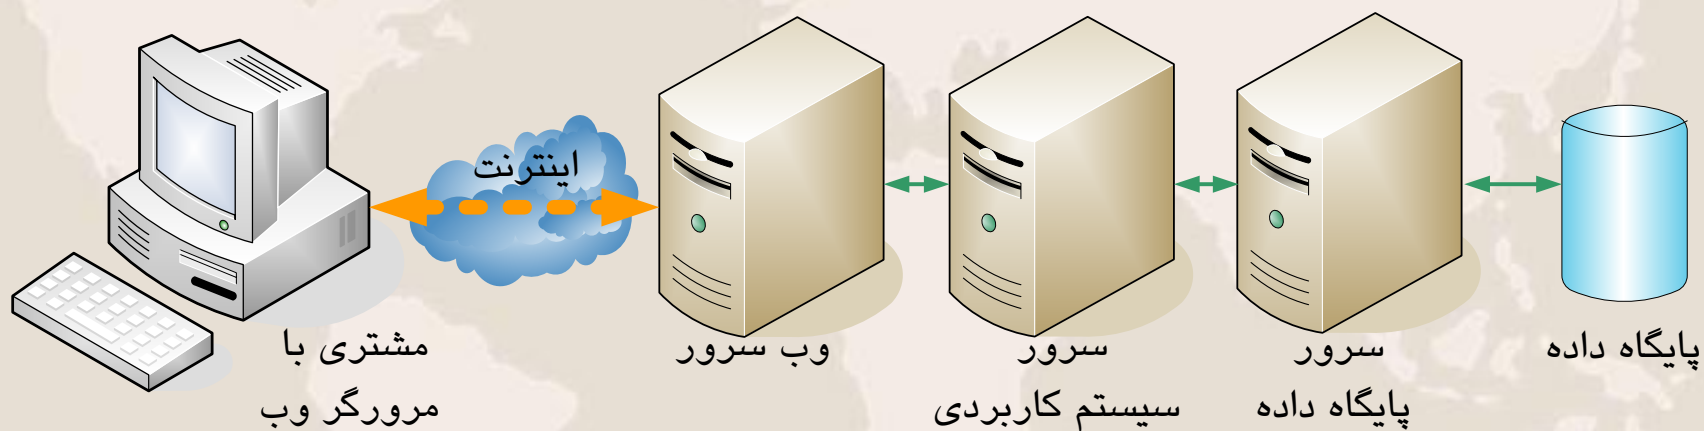 اینترنت
مشتری با
مرورگر وب
وب سرور
سرور
سیستم کاربردی
سرور
پایگاه داده
پایگاه داده